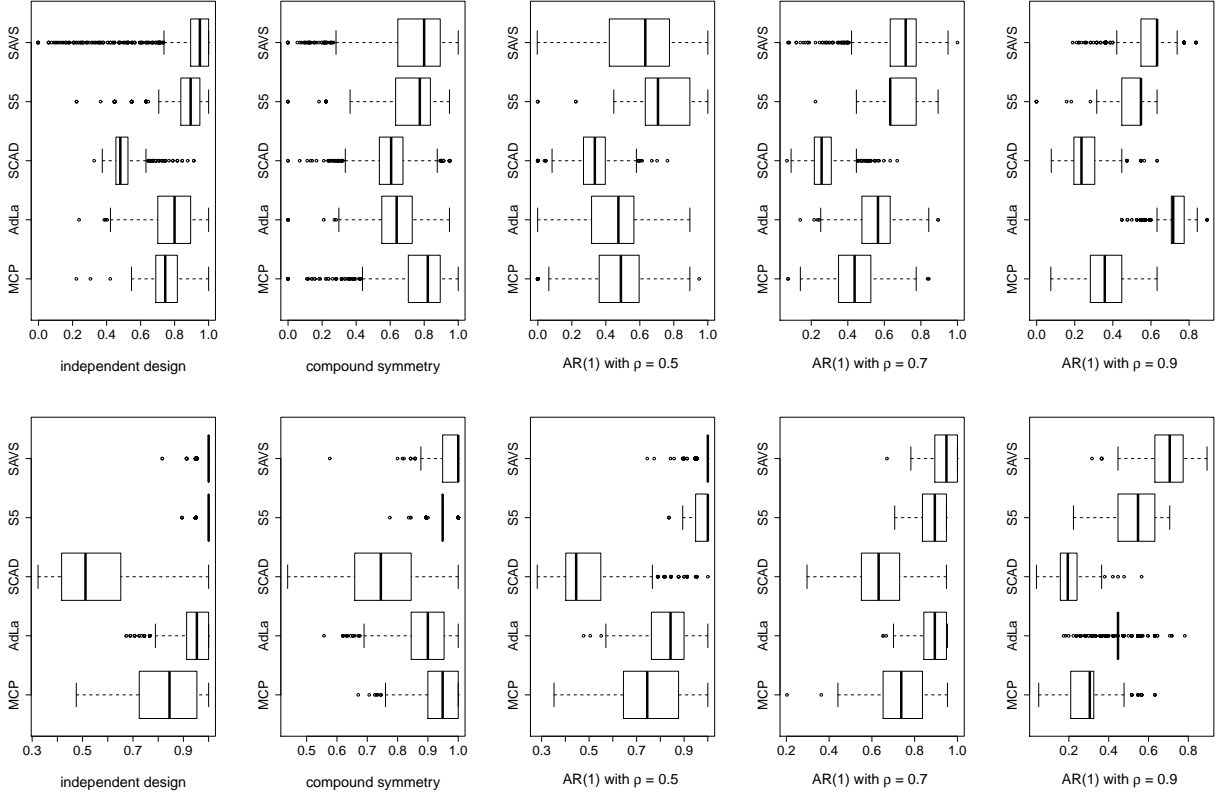 SAVS
S5
SCAD
AdLa
MCP
0.0 0.2 0.4 0.6 0.8 1.0
independent design
SAVS
S5
SCAD
AdLa
MCP
0.0 0.2 0.4 0.6 0.8 1.0
compound symmetry
SAVS
S5
SCAD
AdLa
MCP
0.0 0.2 0.4 0.6 0.8 1.0
AR(1) with ρ = 0.5
SAVS
S5
SCAD
AdLa
MCP
0.2 0.4 0.6 0.8 1.0
AR(1) with ρ = 0.7
SAVS
S5
SCAD
AdLa
MCP
0.0 0.2 0.4 0.6 0.8
AR(1) with ρ = 0.9
SAVS
S5
SCAD
AdLa
MCP
0.3 0.5 0.7 0.9
independent design
SAVS
S5
SCAD
AdLa
MCP
0.5 0.6 0.7 0.8 0.9 1.0
compound symmetry
SAVS
S5
SCAD
AdLa
MCP
0.3 0.5 0.7 0.9
AR(1) with ρ = 0.5
SAVS
S5
SCAD
AdLa
MCP
0.2 0.4 0.6 0.8 1.0
AR(1) with ρ = 0.7
SAVS
S5
SCAD
AdLa
MCP
0.2 0.4 0.6 0.8
AR(1) with ρ = 0.9